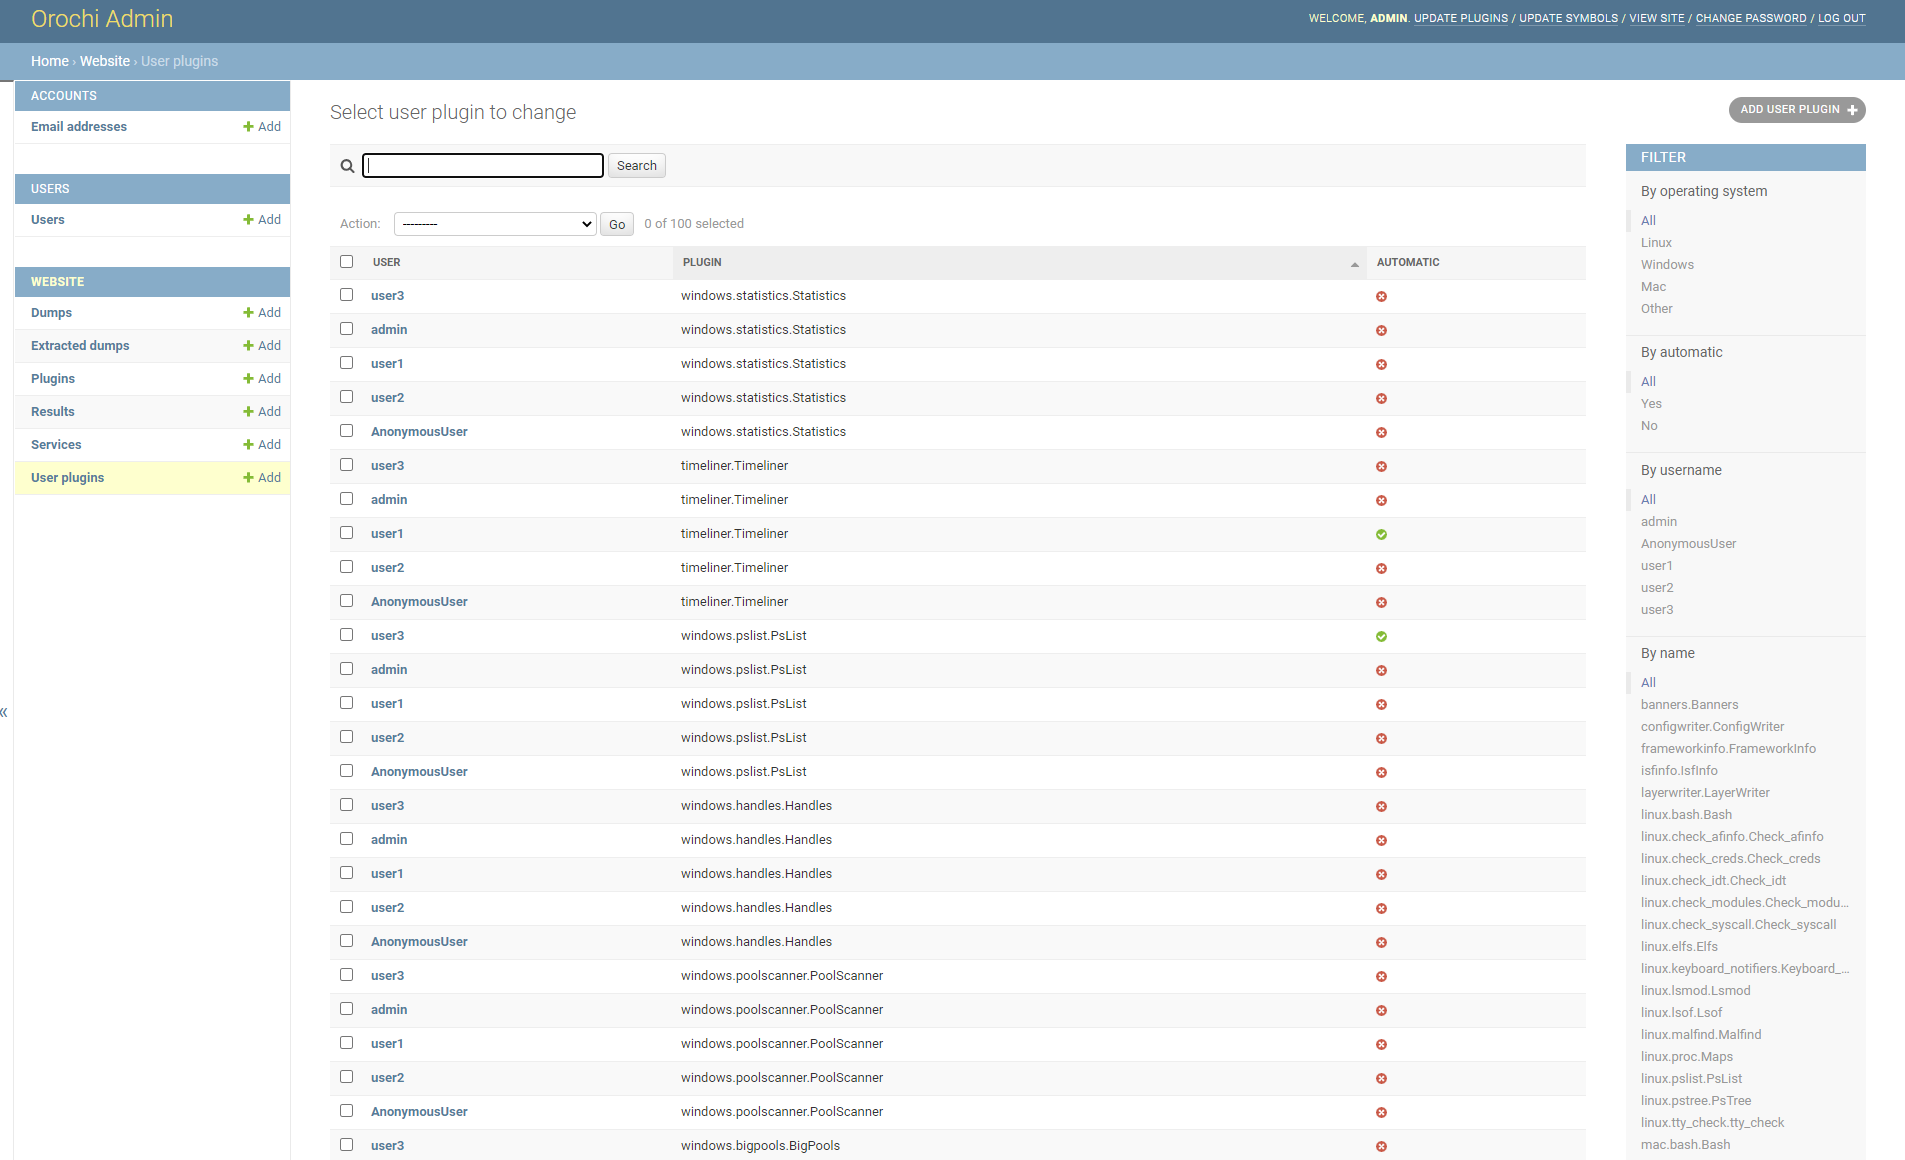 Orochi Admin
WELCOME, ADMIN. UPDATE PLUGINS / UPDATE SYMBOLS / VIEW SITE / CHANGE PASSWORD / LOG OUT
Home › Website › User plugins
ACCOUNTS
Email addresses + Add
USERS
Users + Add
WEBSITE
Dumps + Add
Extracted dumps + Add
Plugins + Add
Results + Add
Services + Add
User plugins + Add
«
Select user plugin to change
ADD USER PLUGIN +
Search
Action: --------- Go 0 of 100 selected
USER PLUGIN AUTOMATIC
user3 windows.statistics.Statistics
admin windows.statistics.Statistics
user1 windows.statistics.Statistics
user2 windows.statistics.Statistics
AnonymousUser windows.statistics.Statistics
user3 timeliner.Timeliner
admin timeliner.Timeliner
user1 timeliner.Timeliner
user2 timeliner.Timeliner
AnonymousUser timeliner.Timeliner
user3 windows.pslist.PsList
admin windows.pslist.PsList
user1 windows.pslist.PsList
user2 windows.pslist.PsList
AnonymousUser windows.pslist.PsList
user3 windows.handles.Handles
admin windows.handles.Handles
user1 windows.handles.Handles
user2 windows.handles.Handles
AnonymousUser windows.handles.Handles
user3 windows.poolscanner.PoolScanner
admin windows.poolscanner.PoolScanner
user1 windows.poolscanner.PoolScanner
user2 windows.poolscanner.PoolScanner
AnonymousUser windows.poolscanner.PoolScanner
user3 windows.bigpools.BigPools
FILTER
By operating system
All
Linux
Windows
Mac
Other
By automatic
All
Yes
No
By username
All
admin
AnonymousUser
user1
user2
user3
By name
All
banners.Banners
configwriter.ConfigWriter
frameworkinfo.FrameworkInfo
isfinfo.IsfInfo
layerwriter.LayerWriter
linux.bash.Bash
linux.check_afinfo.Check_afinfo
linux.check_creds.Check_creds
linux.check_idt.Check_idt
linux.check_modules.Check_modu...
linux.check_syscall.Check_syscall
linux.elfs.Elfs
linux.keyboard_notifiers.Keyboard_...
linux.lsmod.Lsmod
linux.lsof.Lsof
linux.malfind.Malfind
linux.proc.Maps
linux.pslist.PsList
linux.pstree.PsTree
linux.tty_check.tty_check
mac.bash.Bash